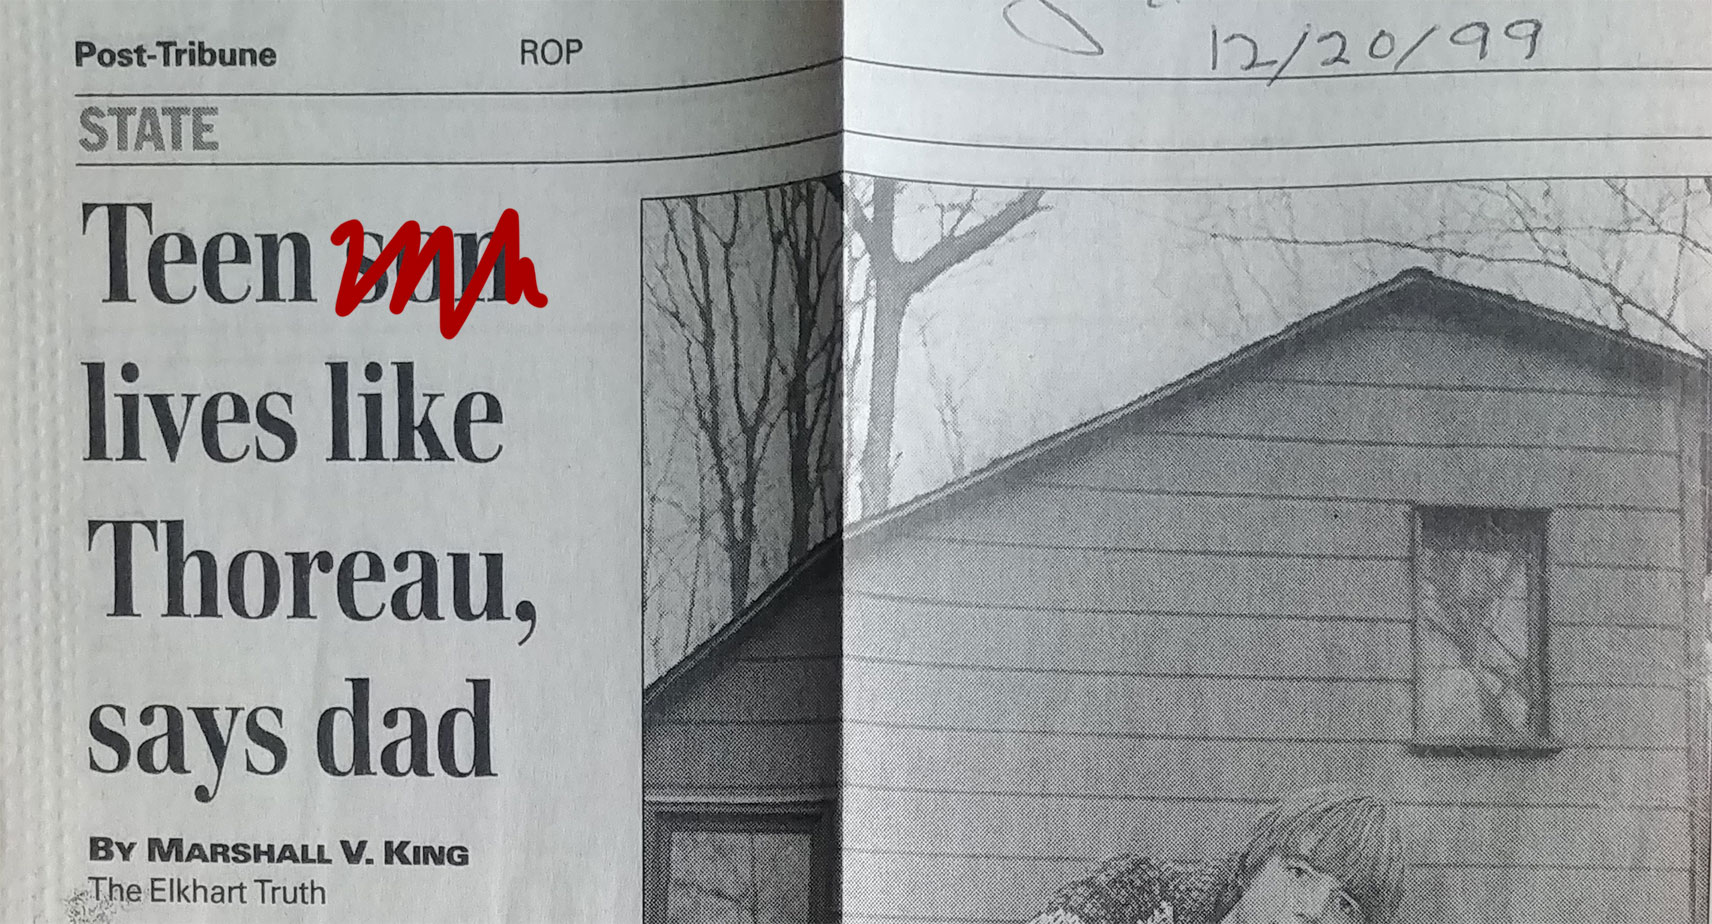 Post-Tribune ROP
12/20/99
STATE
Teen son
lives like
Thoreau,
says dad
BY MARSHALL V. KING
The Elkhart Truth